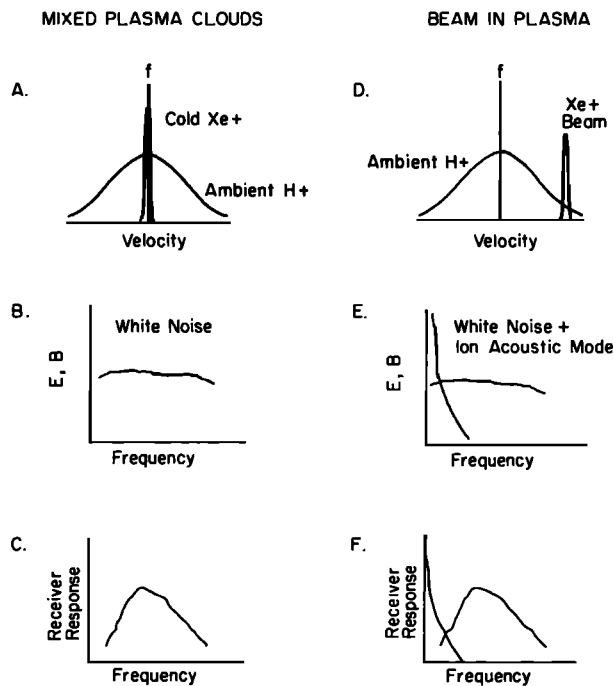 MIXED PLASMA CLOUDS
BEAM IN PLASMA
A.
f
Cold Xe+
Ambient H+
Velocity
D.
f
Xe+
Beam
Ambient H+
Velocity
B.
White Noise
E, B
Frequency
E.
White Noise +
Ion Acoustic Mode
E, B
Frequency
C.
Receiver
Response
Frequency
F.
Receiver
Response
Frequency